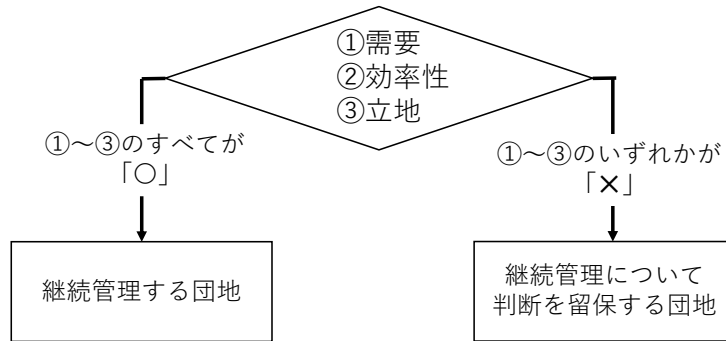 ①需要
②効率性
③立地
①～③のすべてが
「○」
①～③のいずれかが
「×」
継続管理する団地
継続管理について
判断を留保する団地